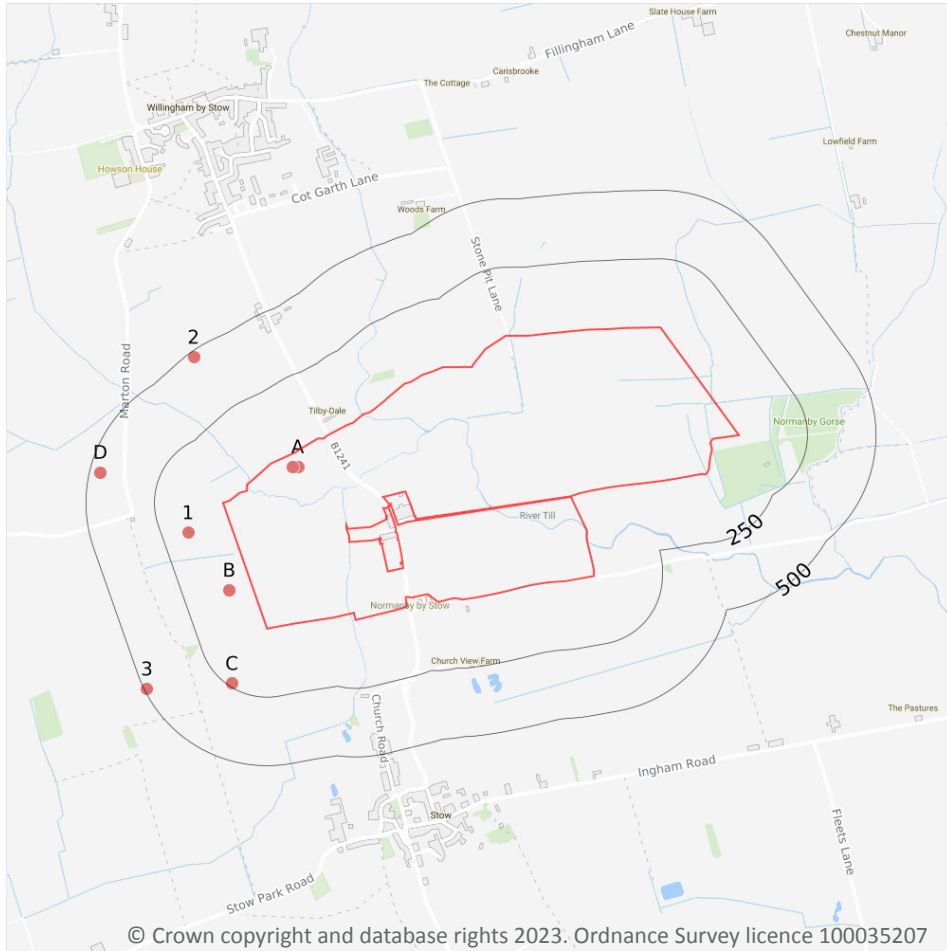 Slate House Farm
Fillingham Lane
Chestnut Manor
Carisbrooke
The Cottage
Willingham by Stow
Lowfield Farm
Howson House
Cot Garth Lane
Woods Farm
Stone Pit Lane
2
Marton Road
Tilby Dale
Normanby Gorse
A
B1241
D
1
River Till
250
B
500
Normanby by Stow
C
3
Church View Farm
Church Road
The Pastures
Ingham Road
Stow
Fleets Lane
Stow Park Road
© Crown copyright and database rights 2023. Ordnance Survey licence 100035207